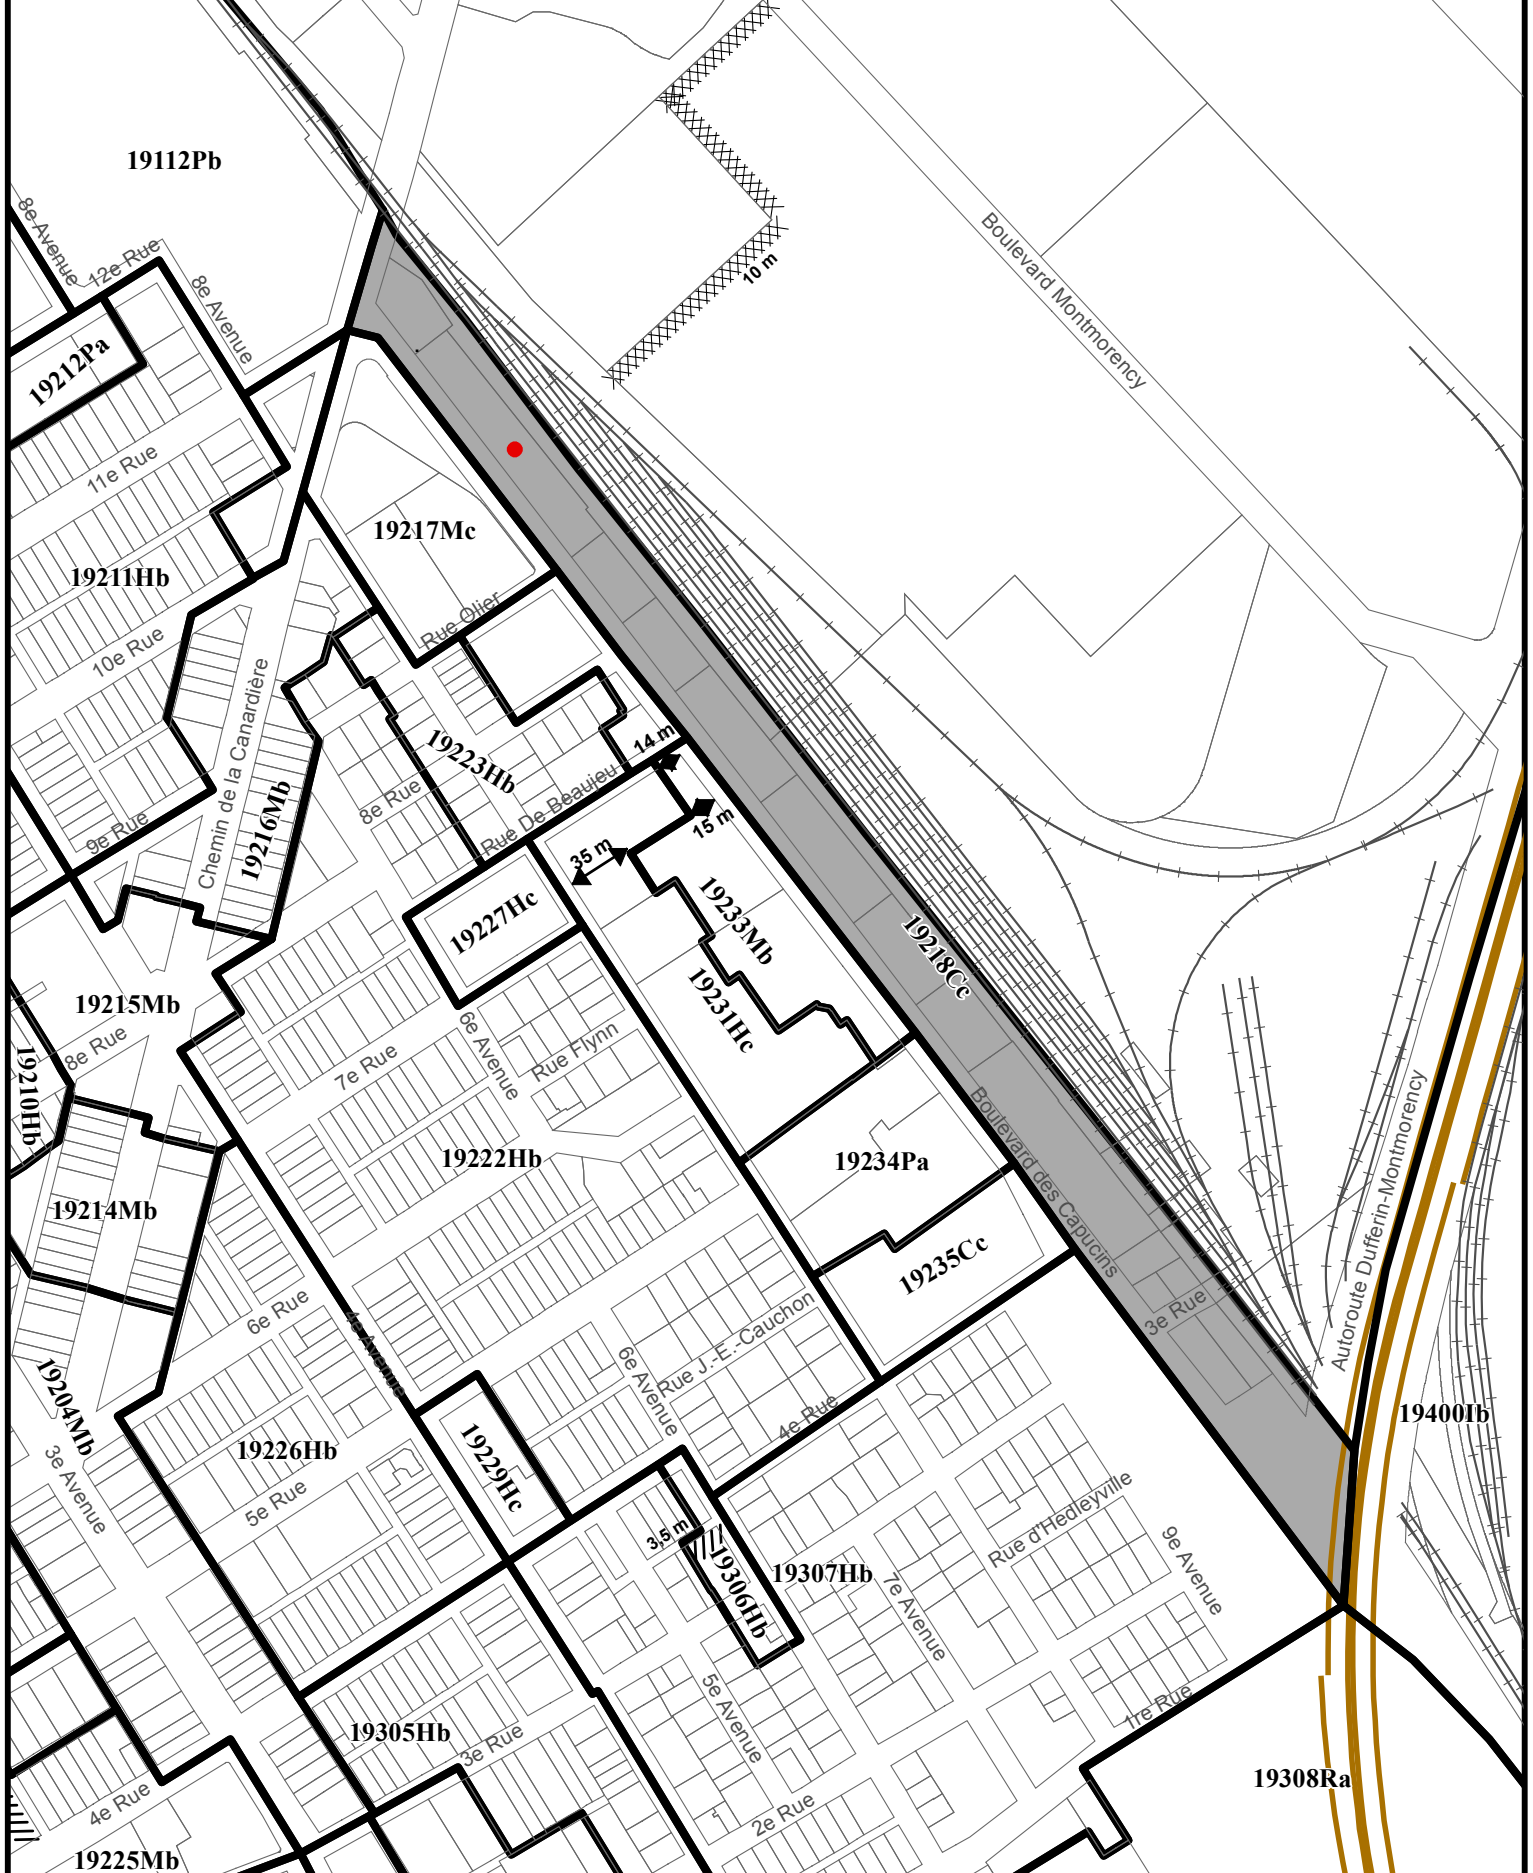 19112Pb
8e Avenue
12e Rue
8e Avenue
Boulevard Montmorency
10 m
19212Pa
11e Rue
19217Mc
19211Hb
Rue Olier
10e Rue
Chemin de la Canardière
14 m
19223Hb
8e Rue
Rue De Beaujeu
19216Mb
9e Rue
15 m
35 m
19227Hc
19233Mb
19218Cc
19215Mb
19231Hc
8e Rue
6e Avenue
Rue Flynn
7e Rue
19210Hb
Boulevard des Capucins
Autoroute Dufferin-Montmorency
19222Hb
19234Pa
19214Mb
19235Cc
6e Rue
4e Avenue
3e Rue
Rue J.-E.-Cauchon
6e Avenue
19204Mb
4e Rue
19400Ib
3e Avenue
19226Hb
19229Hc
5e Rue
3,5 m
Rue d'Hedleyville
9e Avenue
19306Hb
19307Hb
7e Avenue
5e Avenue
1re Rue
19305Hb
3e Rue
19308Ra
4e Rue
2e Rue
19225Mb